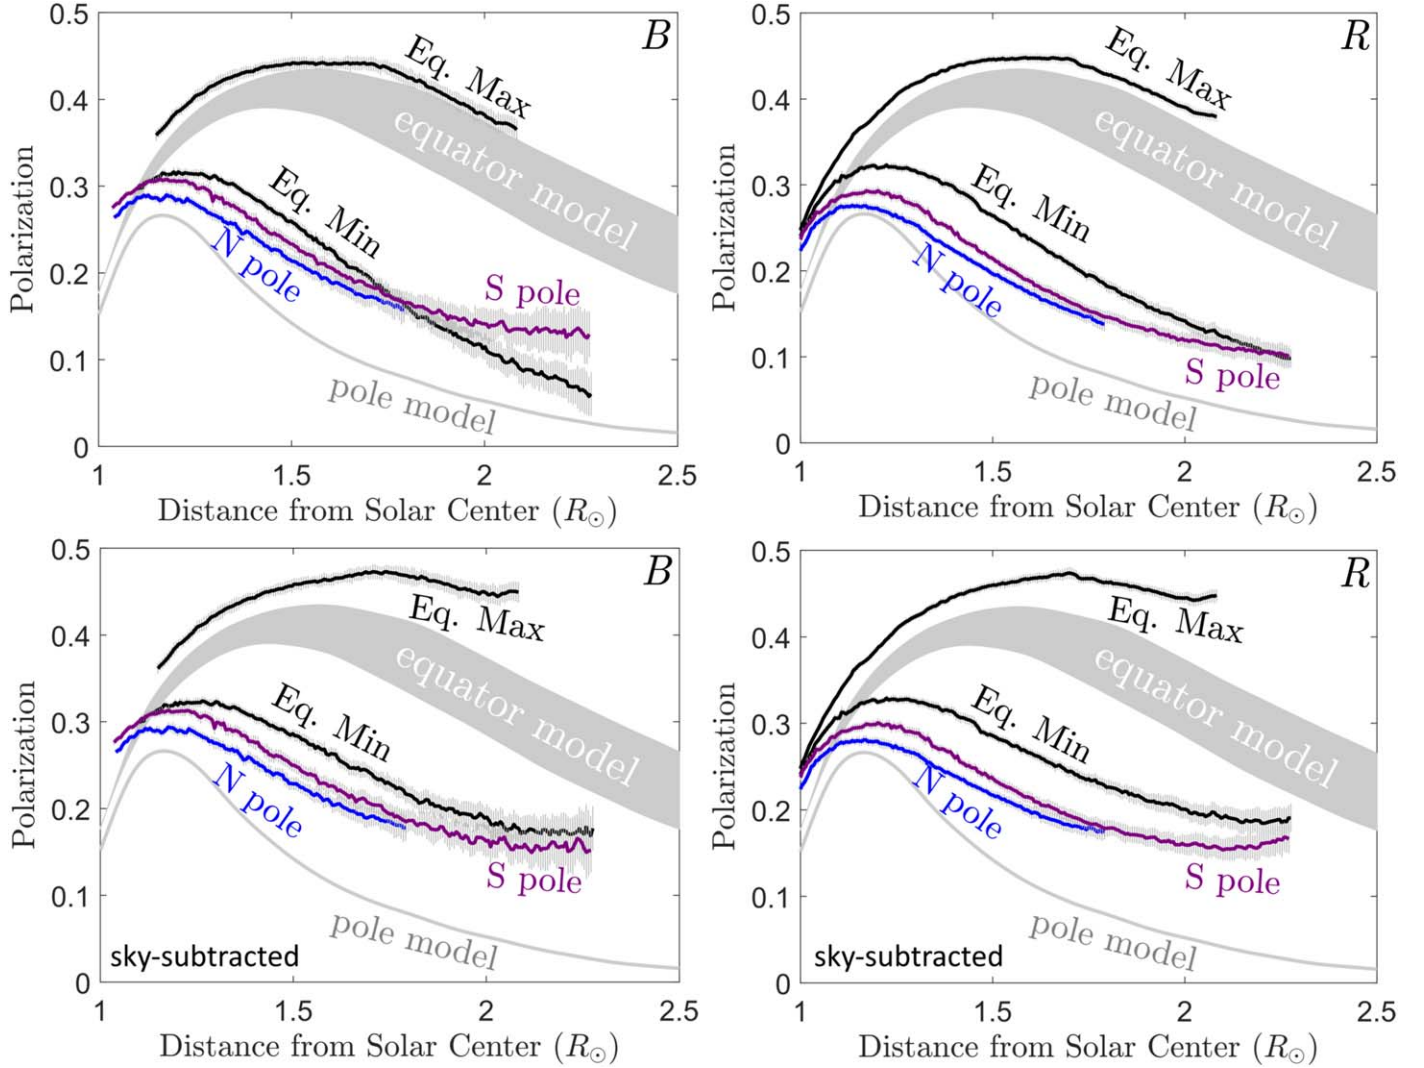 B
0.5
0.4
0.3
0.2
0.1
0
Polarization
Eq. Max
equator model
Eq. Min
N pole
S pole
pole model
1
1.5
2
2.5
Distance from Solar Center (R☉)
R
0.5
0.4
0.3
0.2
0.1
0
Polarization
Eq. Max
equator model
Eq. Min
N pole
S pole
pole model
1
1.5
2
2.5
Distance from Solar Center (R☉)
B
0.5
0.4
0.3
0.2
0.1
0
Polarization
Eq. Max
equator model
Eq. Min
N pole
S pole
pole model
sky-subtracted
1
1.5
2
2.5
Distance from Solar Center (R☉)
R
0.5
0.4
0.3
0.2
0.1
0
Polarization
Eq. Max
equator model
Eq. Min
N pole
S pole
pole model
sky-subtracted
1
1.5
2
2.5
Distance from Solar Center (R☉)